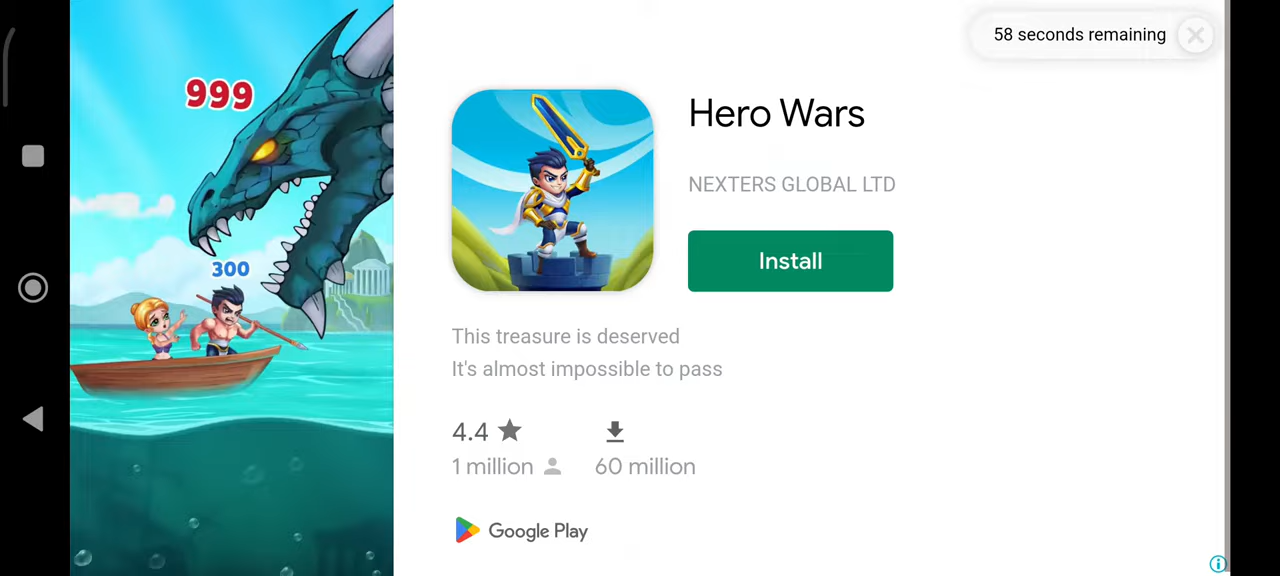 58 seconds remaining
999
300
Hero Wars
NEXTERS GLOBAL LTD
Install
This treasure is deserved
It's almost impossible to pass
4.4
1 million
60 million
Google Play